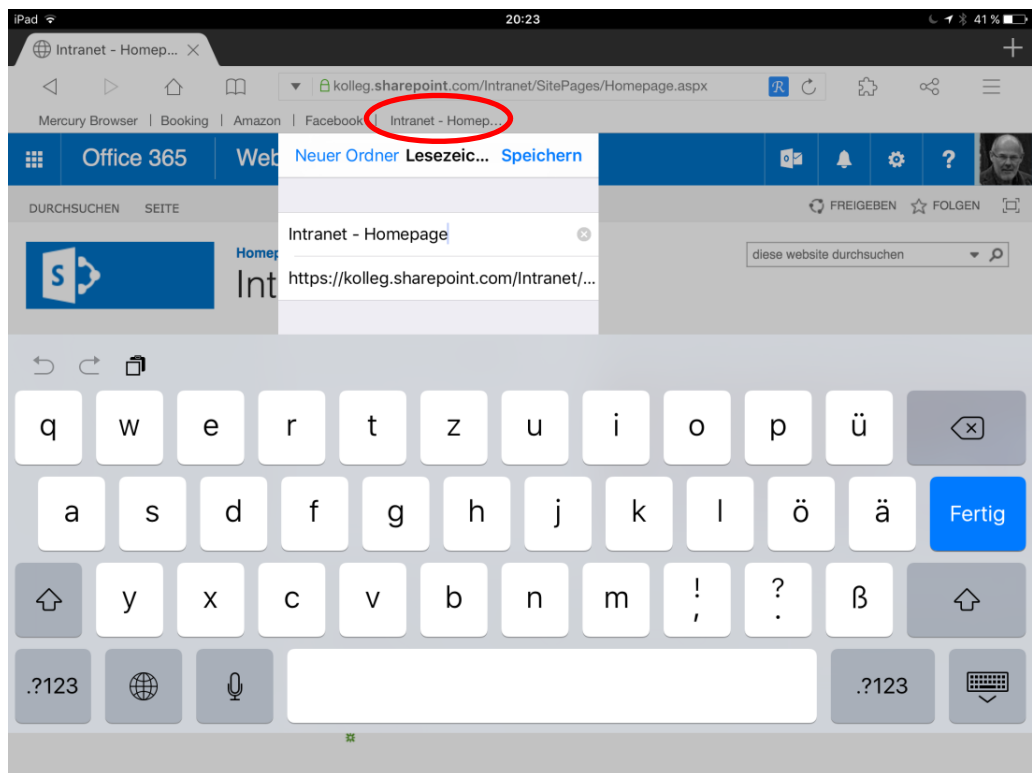 iPad 20:23 41 %
Intranet - Homep...
kolleg.sharepoint.com/Intranet/SitePages/Homepage.aspx
Mercury Browser | Booking | Amazon | Facebook | Intranet - Homep...
Office 365 Web Neuer Ordner Lesezeic... Speichern ?
DURCHSUCHEN SEITE FREIGEBEN FOLGEN
Intranet - Homepage
Homep diese website durchsuchen
S Int https://kolleg.sharepoint.com/Intranet/...
q w e r t z u i o p ü
a s d f g h j k l ö ä Fertig
y x c v b n m ! , ? . ß
.?123 .?123